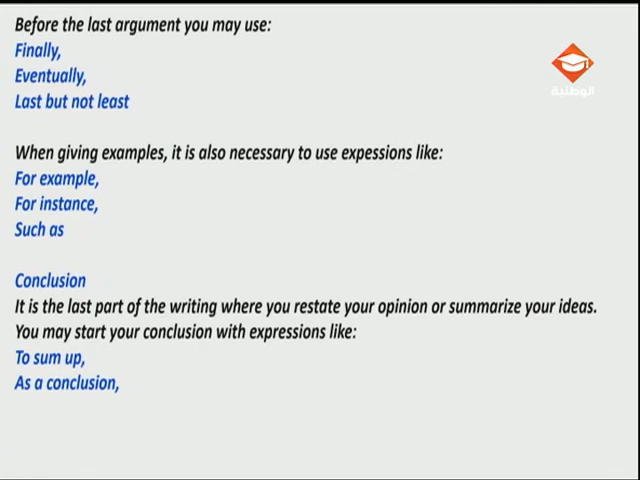 Before the last argument you may use:
Finally,
Eventually,
Last but not least
الوطنية
When giving examples, it is also necessary to use expessions like:
For example,
For instance,
Such as
Conclusion
It is the last part of the writing where you restate your opinion or summarize your ideas.
You may start your conclusion with expressions like:
To sum up,
As a conclusion,